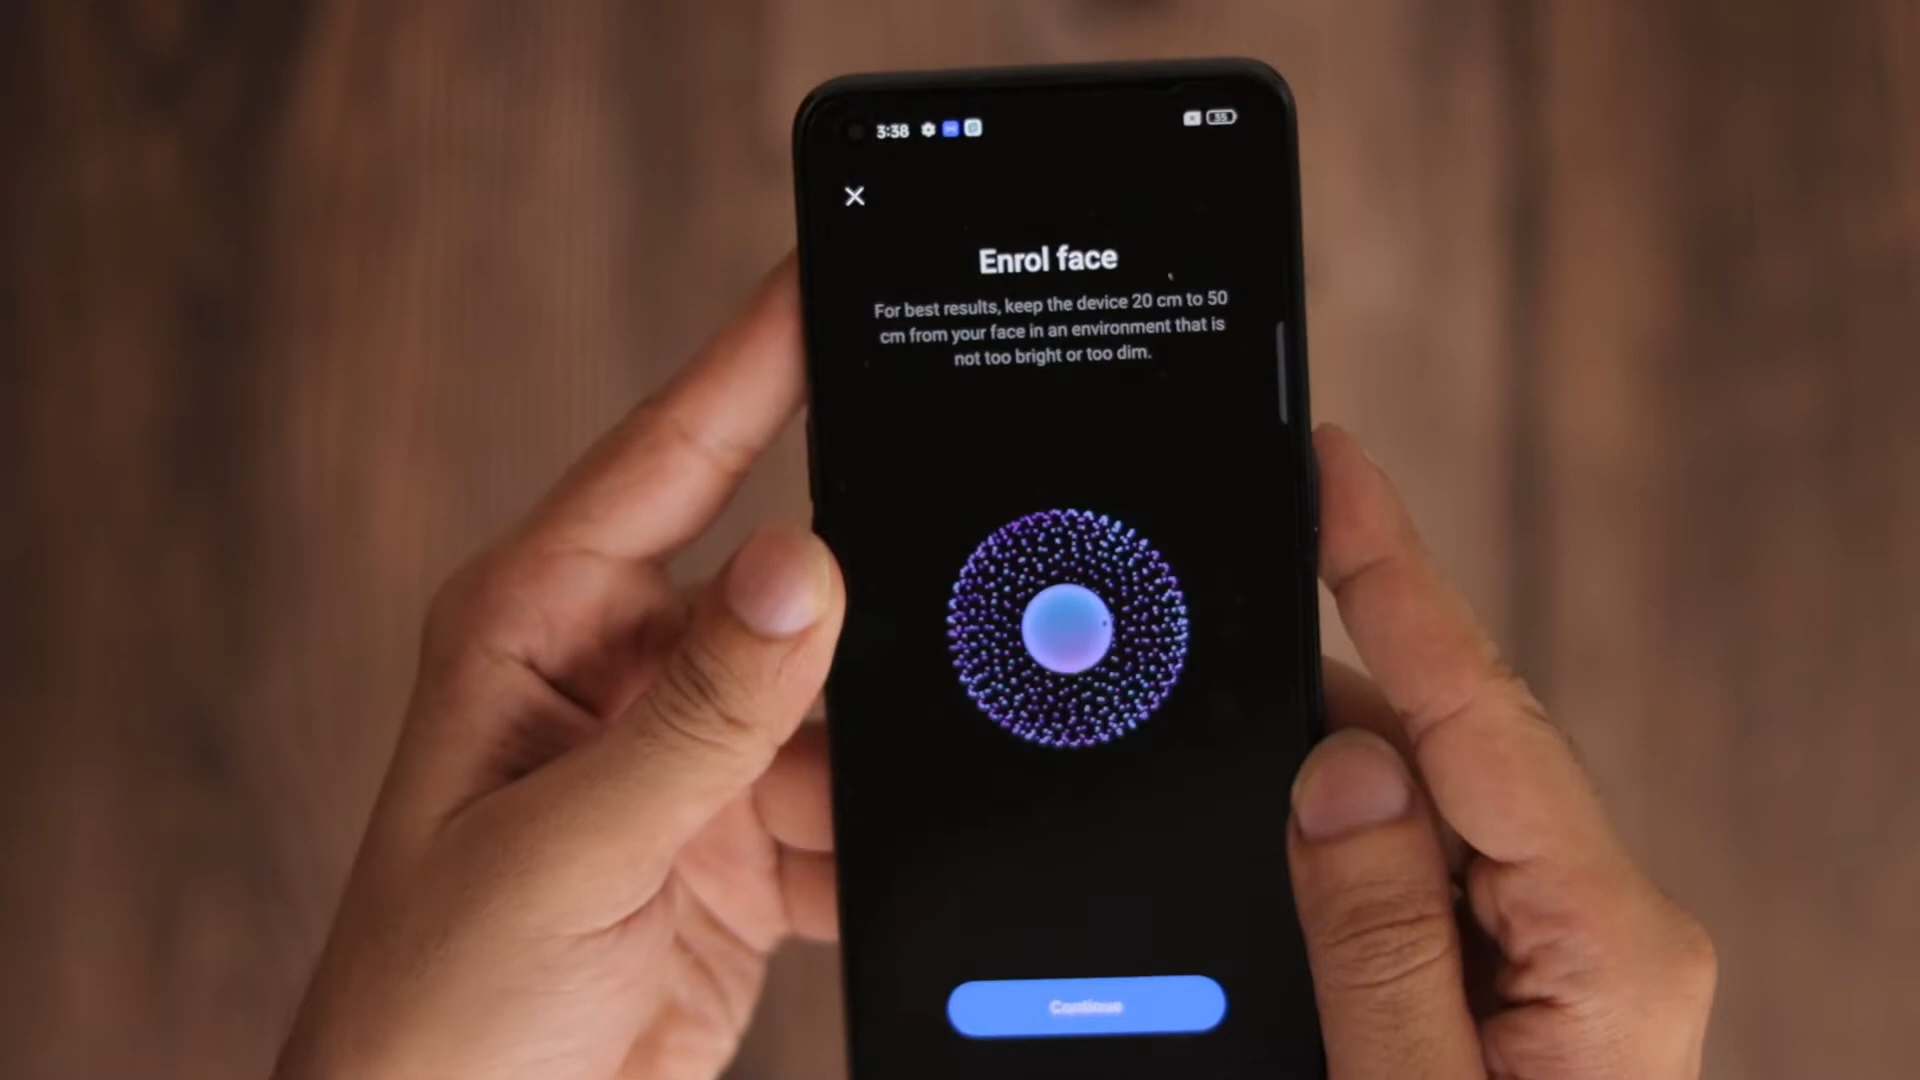 3:38
35
Enrol face
For best results, keep the device 20 cm to 50
cm from your face in an environment that is
not too bright or too dim.
Continue